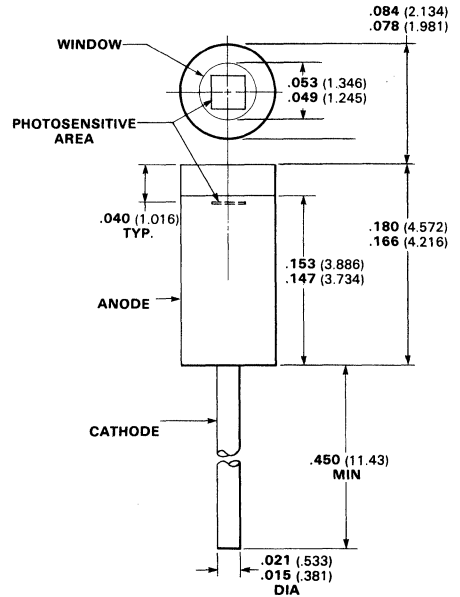 .084 (2.134)
.078 (1.981)
WINDOW
.053 (1.346)
.049 (1.245)
PHOTOSENSITIVE
AREA
.040 (1.016)
TYP.
.180 (4.572)
.166 (4.216)
.153 (3.886)
.147 (3.734)
ANODE
CATHODE
.450 (11.43)
MIN
.021 (.533)
.015 (.381)
DIA